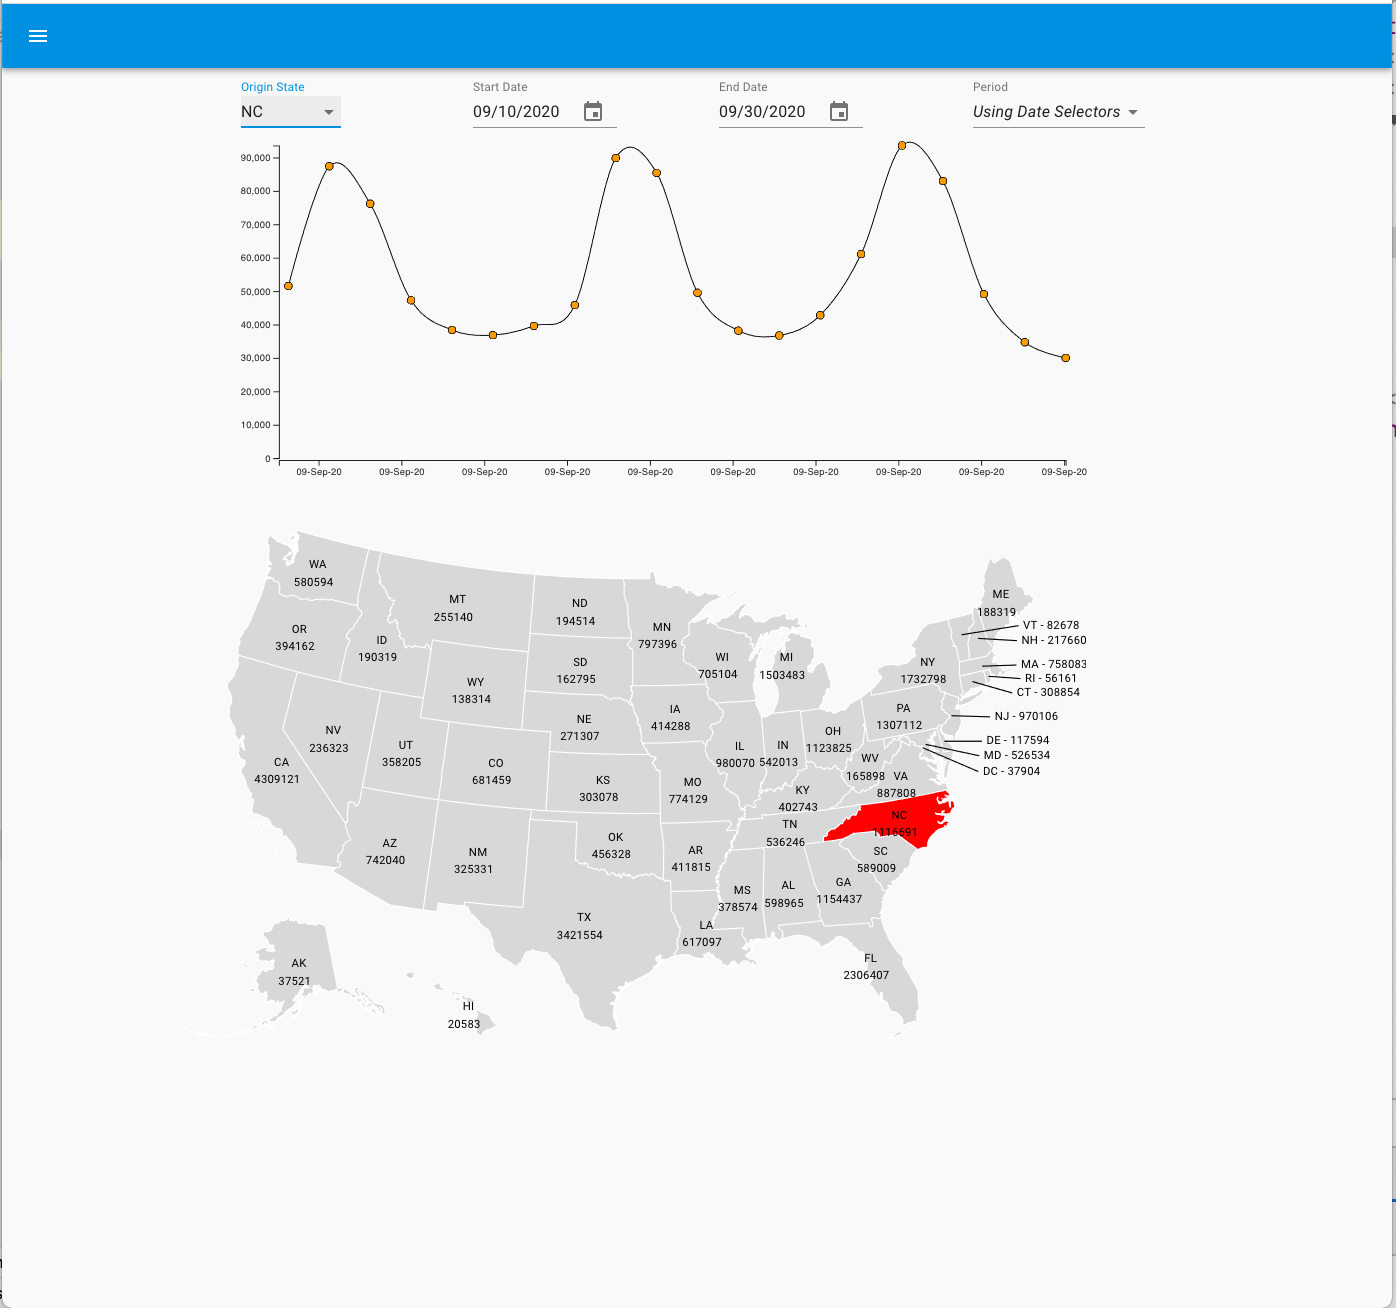 Origin State
NC
Start Date
09/10/2020
End Date
09/30/2020
Period
Using Date Selectors
90,000
80,000
70,000
60,000
50,000
40,000
30,000
20,000
10,000
0
09-Sep-20 09-Sep-20 09-Sep-20 09-Sep-20 09-Sep-20 09-Sep-20 09-Sep-20 09-Sep-20 09-Sep-20 09-Sep-20
WA
580594
OR
394162
ID
190319
MT
255140
ND
194514
MN
797396
SD
162795
WY
138314
WI
705104
MI
1503483
NY
1732798
ME
188319
VT - 82678
NH - 217660
MA - 758083
RI - 56161
CT - 308854
NJ - 970106
DE - 117594
MD - 526534
DC - 37904
PA
1307112
NV
236323
UT
358205
CA
4309121
CO
681459
NE
271307
IA
414288
KS
303078
MO
774129
IL
980070
IN
542013
OH
1123825
WV
165898
VA
887808
KY
402743
NC
1116691
TN
536246
SC
589009
AZ
742040
NM
325331
OK
456328
AR
411815
MS
378574
AL
598965
GA
1154437
TX
3421554
LA
617097
FL
2306407
AK
37521
HI
20583